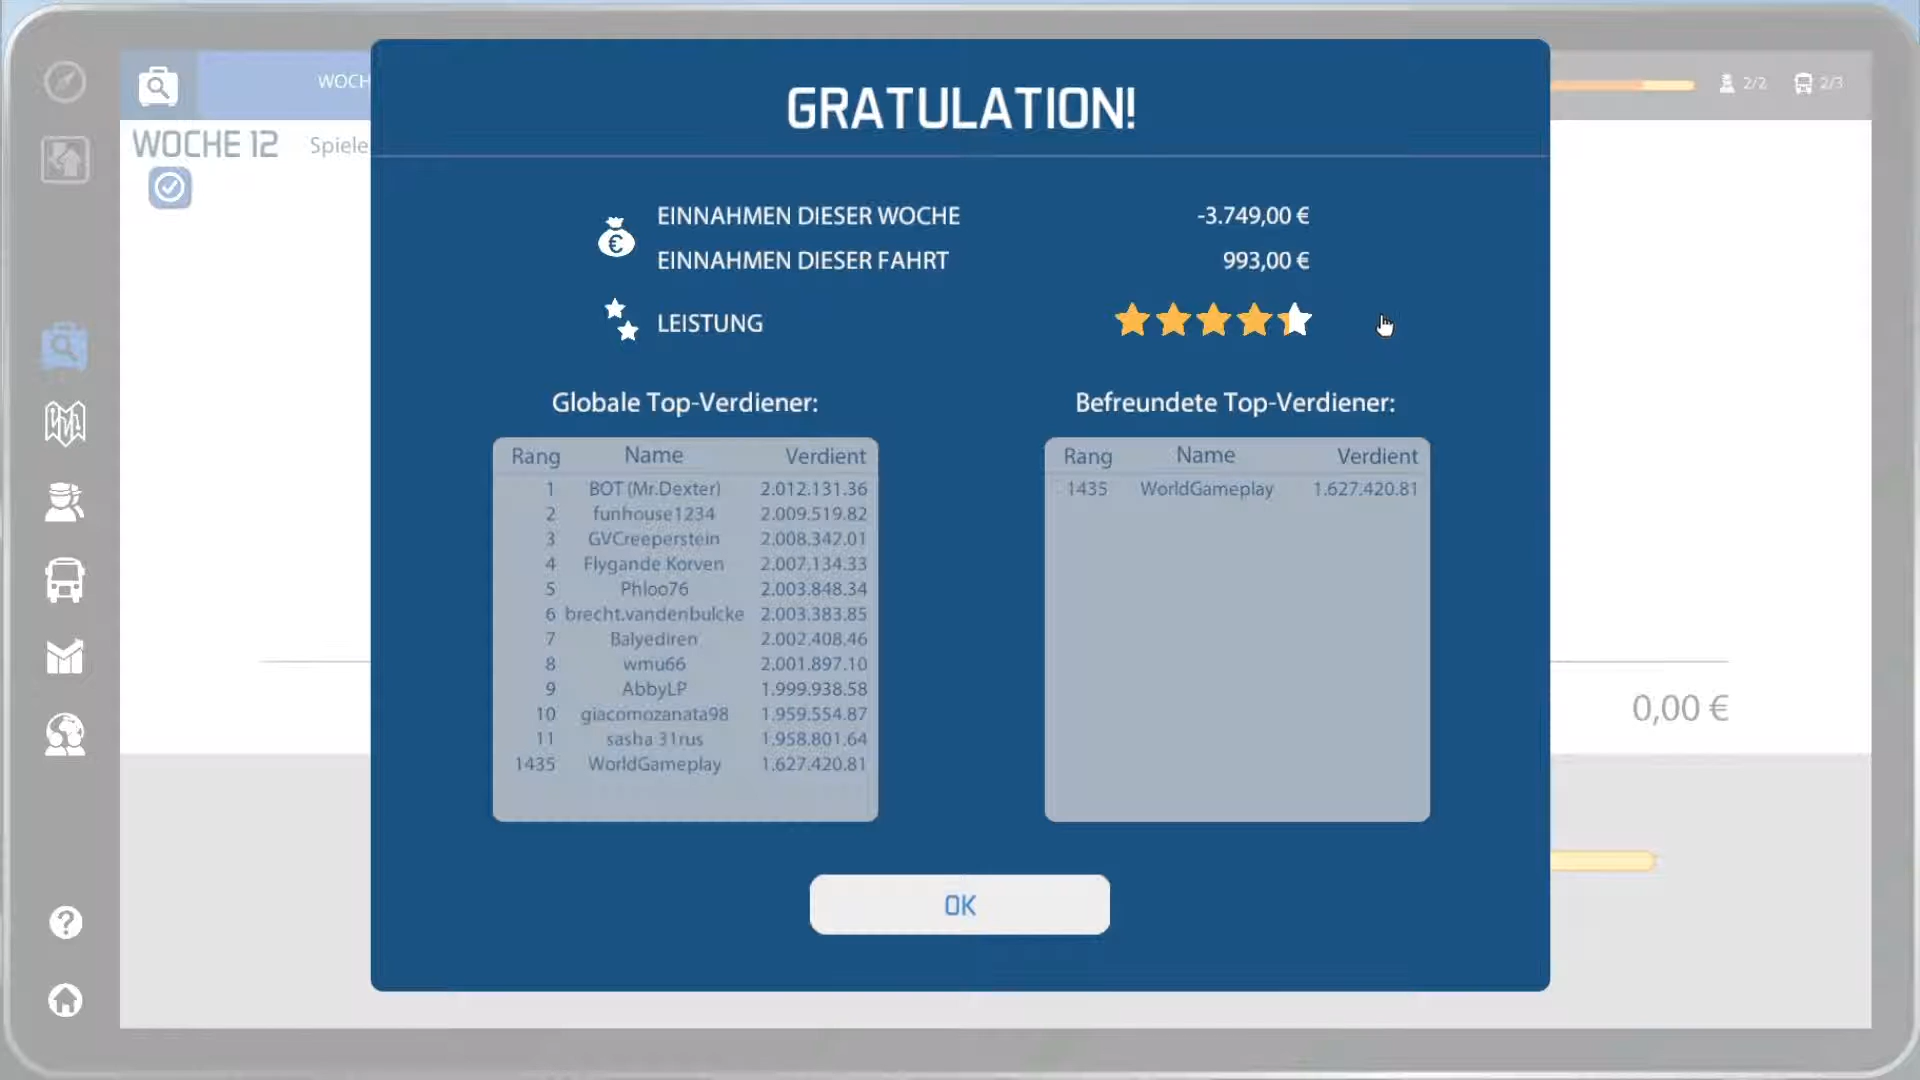 WOCH
2/2
2/3
WOCHE 12
Spiele
GRATULATION!
EINNAHMEN DIESER WOCHE -3.749,00 €
EINNAHMEN DIESER FAHRT 993,00 €
LEISTUNG
Globale Top-Verdiener:
Rang Name Verdient
1 BOT (Mr.Dexter) 2.012.131.36
2 funhouse1234 2.009.519.82
3 GVCreeperstein 2.008.342.01
4 Flygande Korven 2.007.134.33
5 Phloo76 2.003.848.34
6 brecht.vandenbulcke 2.003.383.85
7 Balyediren 2.002.408.46
8 wmu66 2.001.897.10
9 AbbyLP 1.999.938.58
10 giacomozanata98 1.959.554.87
11 sasha 31rus 1.958.801.64
1435 WorldGameplay 1.627.420.81
Befreundete Top-Verdiener:
Rang Name Verdient
1435 WorldGameplay 1.627.420.81
0,00 €
OK